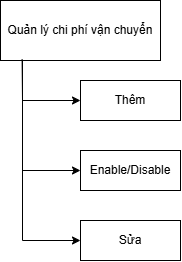 Quản lý chi phí vận chuyển
Thêm
Enable/Disable
Sửa